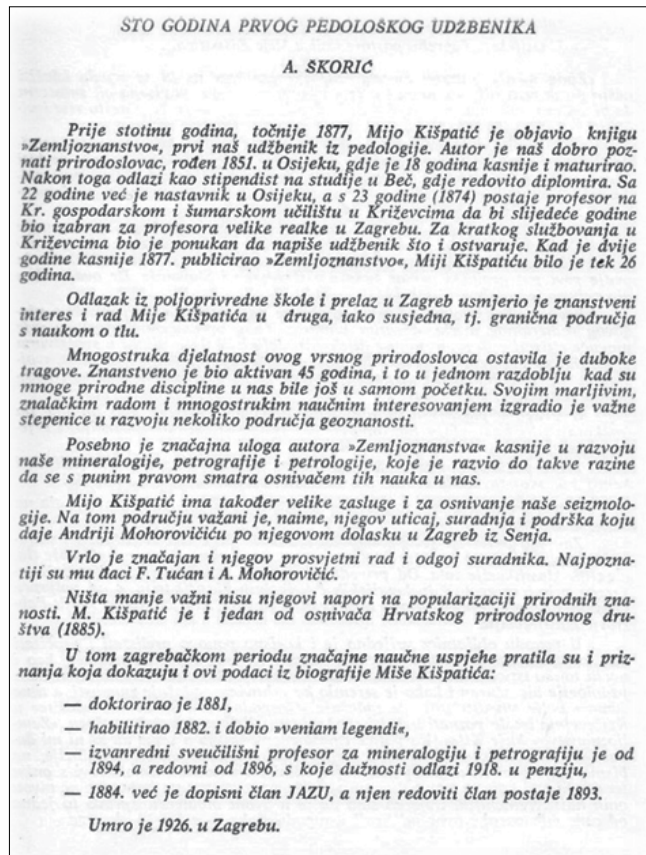 ŠTO GODINA PRVOG PEDOLOŠKOG UDŽBENIKA
A. ŠKORIĆ
Prije stotinu godina, točnije 1877, Mijo Kišpatić je objavio knjigu
»Zemljoznanstvo«, prvi naš udžbenik iz pedologije. Autor je naš dobro poz-
nati prirodoslovac, rođen 1851. u Osijeku, gdje je 18 godina kasnije i maturirao.
Nakon toga odlazi kao stipendist na studije u Beč, gdje redovito diplomira. Sa
22 godine već je nastavnik u Osijeku, a s 23 godine (1874) postaje profesor na
Kr. gospodarskom i šumarskom učilištu u Križevcima da bi slijedeće godine
bio izabran za profesora velike realke u Zagrebu. Za kratkog službovanja u
Križevcima bio je ponukan da napiše udžbenik što i ostvaruje. Kad je dvije
godine kasnije 1877. publicirao »Zemljoznanstvo«, Miji Kišpatiću bilo je tek 26
godina.
Odlazak iz poljoprivredne škole i prelaz u Zagreb usmjerio je znanstveni
interes i rad Mije Kišpatića u druga, iako susjedna, tj. granična područja
s naukom o tlu.
Mnogostruka djelatnost ovog vrsnog prirodoslovca ostavila je duboke
tragove. Znanstveno je bio aktivan 45 godina, i to u jednom razdoblju kad su
mnoge prirodne discipline u nas bile još u samom početku. Svojim marljivim,
znalačkim radom i mnogostrukim naučnim interesovanjem izgradio je važne
stepenice u razvoju nekoliko područja geoznanosti.
Posebno je značajna uloga autora »Zemljoznanstva« kasnije u razvoju
naše mineralogije, petrografije i petrologije, koje je razvio do takve razine
da se s punim pravom smatra osnivačem tih nauka u nas.
Mijo Kišpatić ima također velike zasluge i za osnivanje naše seizmolo-
gije. Na tom području važani je, naime, njegov uticaj, suradnja i podrška koju
daje Andriji Mohorovičiću po njegovom dolasku u Zagreb iz Senja.
Vrlo je značajan i njegov prosvjetni rad i odgoj suradnika. Najpozna-
tiji su mu đaci F. Tućan i A. Mohorovičić.
Ništa manje važni nisu njegovi napori na popularizaciji prirodnih zna-
nosti. M. Kišpatić je i jedan od osnivača Hrvatskog prirodoslovnog dru-
štva (1885).
U tom zagrebačkom periodu značajne naučne uspjehe pratila su i priz-
nanja koja dokazuju i ovi podaci iz biografije Miše Kišpatića:
— doktorirao je 1881,
— habilitirao 1882. i dobio »veniam legendi«,
— izvanredni sveučilišni profesor za mineralogiju i petrografiju je od
1894, a redovni od 1896, s koje dužnosti odlazi 1918. u penziju,
— 1884. već je dopisni član JAZU, a njen redoviti član postaje 1893.
Umro je 1926. u Zagrebu.